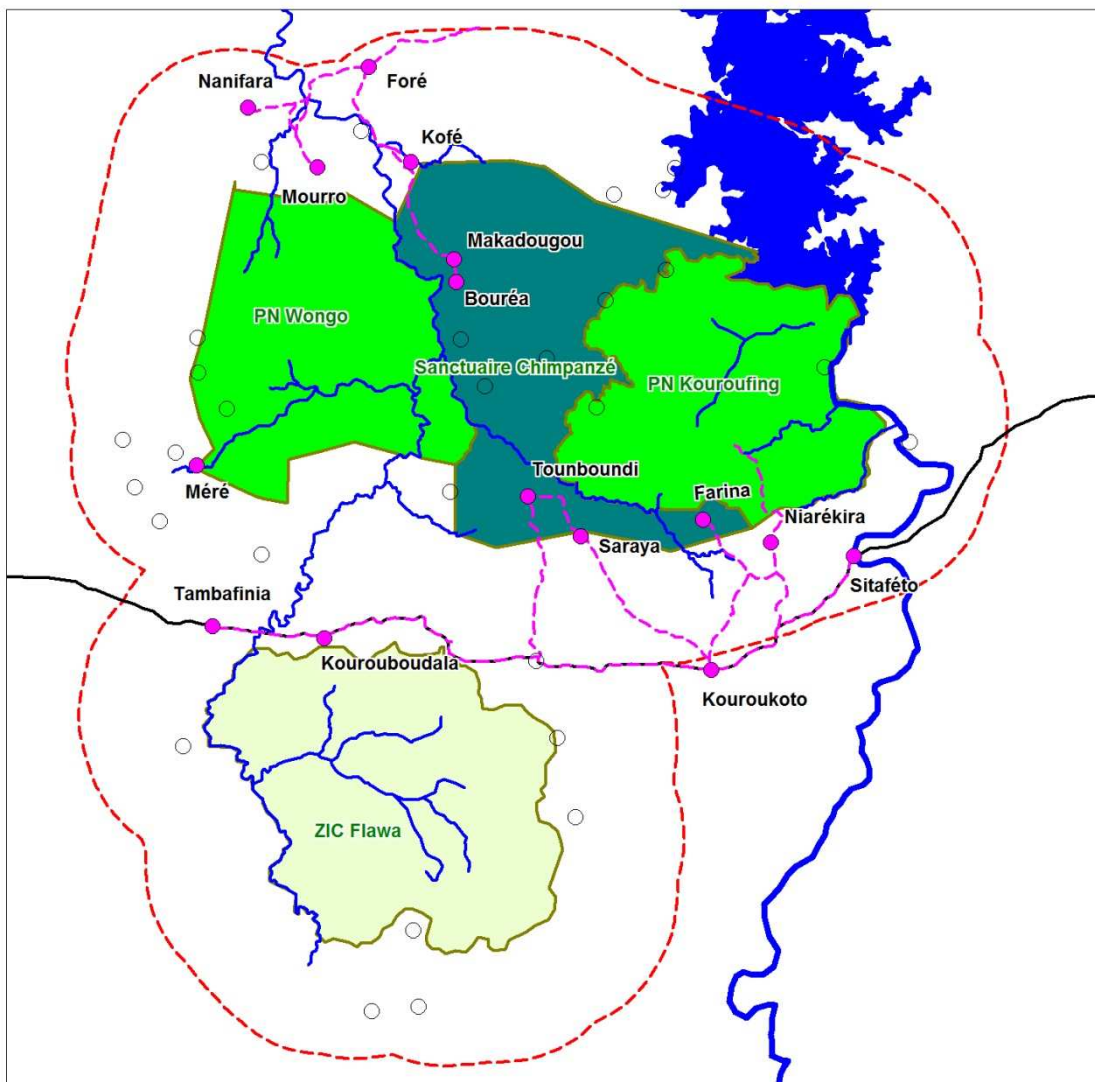 Nanifara
Foré
Kofé
Mourro
Makadougou
Bouréa
PN Wongo
Sanctuaire Chimpanzé
PN Kouroufing
Méré
Tounboundi
Farina
Niarékira
Saraya
Sitaféto
Tambafinia
Kourouboudala
Kouroukoto
ZIC Flawa